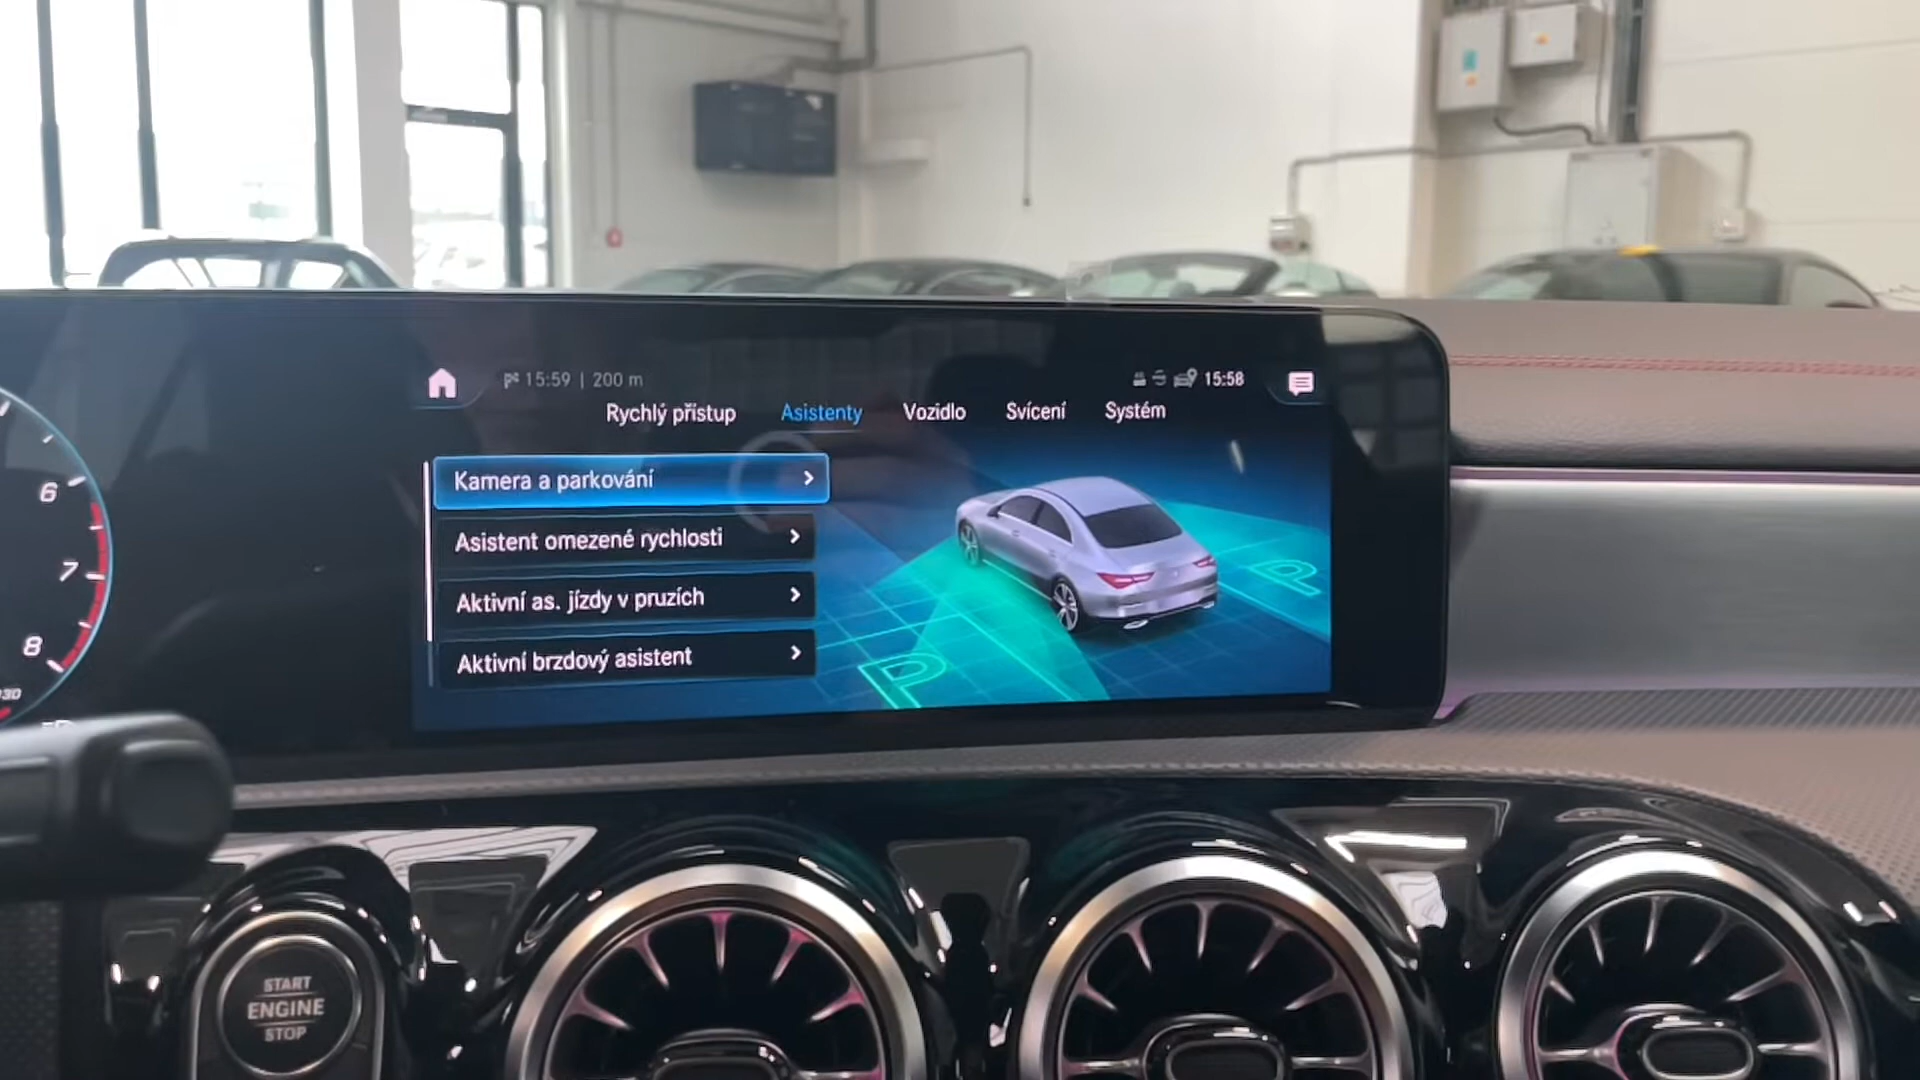 15:59 | 200 m
15:58
Rychlý přístup
Asistenty
Vozidlo
Svícení
Systém
Kamera a parkování
Asistent omezené rychlosti
Aktivní as. jízdy v pruzích
Aktivní brzdový asistent
P
P
6
7
8
START
ENGINE
STOP